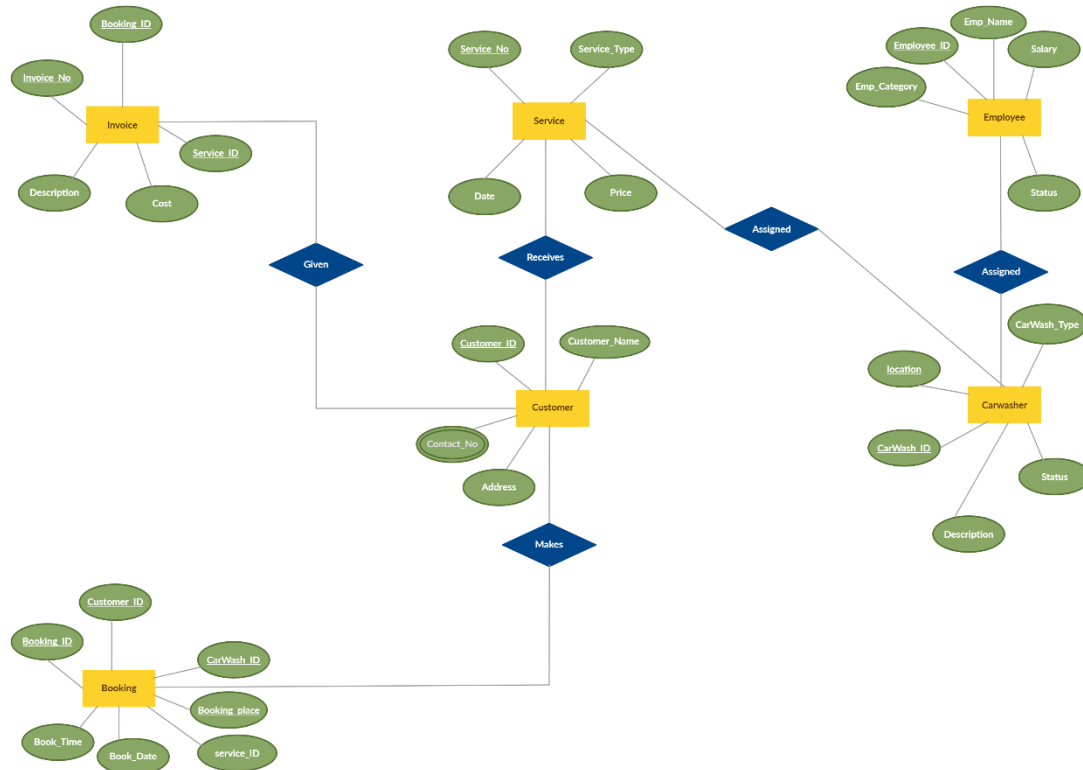 Booking_ID
Invoice_No
Invoice
Service_ID
Description
Cost
Service_No
Service_Type
Service
Date
Price
Emp_Name
Employee_ID
Salary
Emp_Category
Employee
Status
Assigned
Given
Receives
Assigned
CarWash_Type
Customer_ID
Customer_Name
location
Customer
Carwasher
Contact_No
CarWash_ID
Address
Status
Description
Makes
Customer_ID
Booking_ID
CarWash_ID
Booking
Booking_place
Book_Time
Book_Date
service_ID